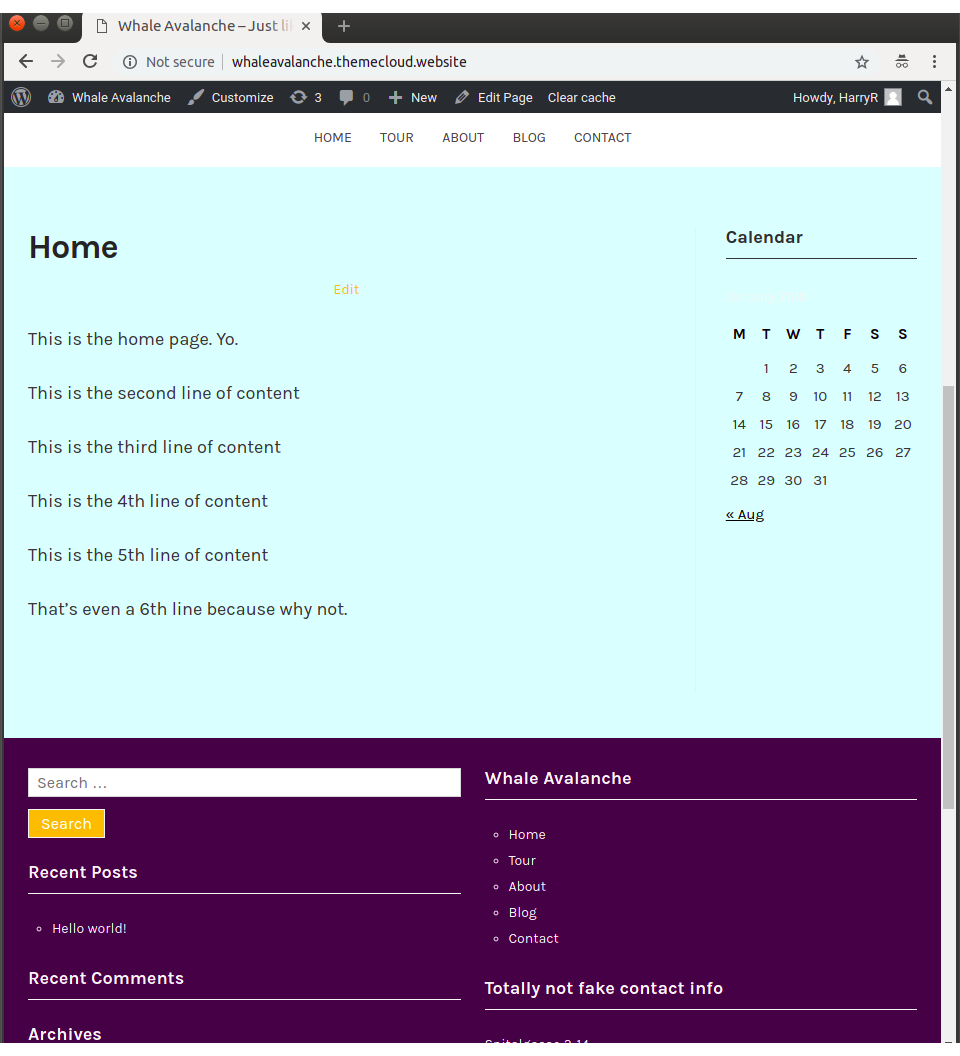 Whale Avalanche – Just li
Not secure | whaleavalanche.themecloud.website
Whale Avalanche Customize 3 0 New Edit Page Clear cache Howdy, HarryR
HOME TOUR ABOUT BLOG CONTACT
Home
Edit
This is the home page. Yo.
This is the second line of content
This is the third line of content
This is the 4th line of content
This is the 5th line of content
That’s even a 6th line because why not.
Calendar
M T W T F S S
1 2 3 4 5 6
7 8 9 10 11 12 13
14 15 16 17 18 19 20
21 22 23 24 25 26 27
28 29 30 31
« Aug
Search …
Search
Recent Posts
Hello world!
Recent Comments
Archives
Whale Avalanche
Home
Tour
About
Blog
Contact
Totally not fake contact info